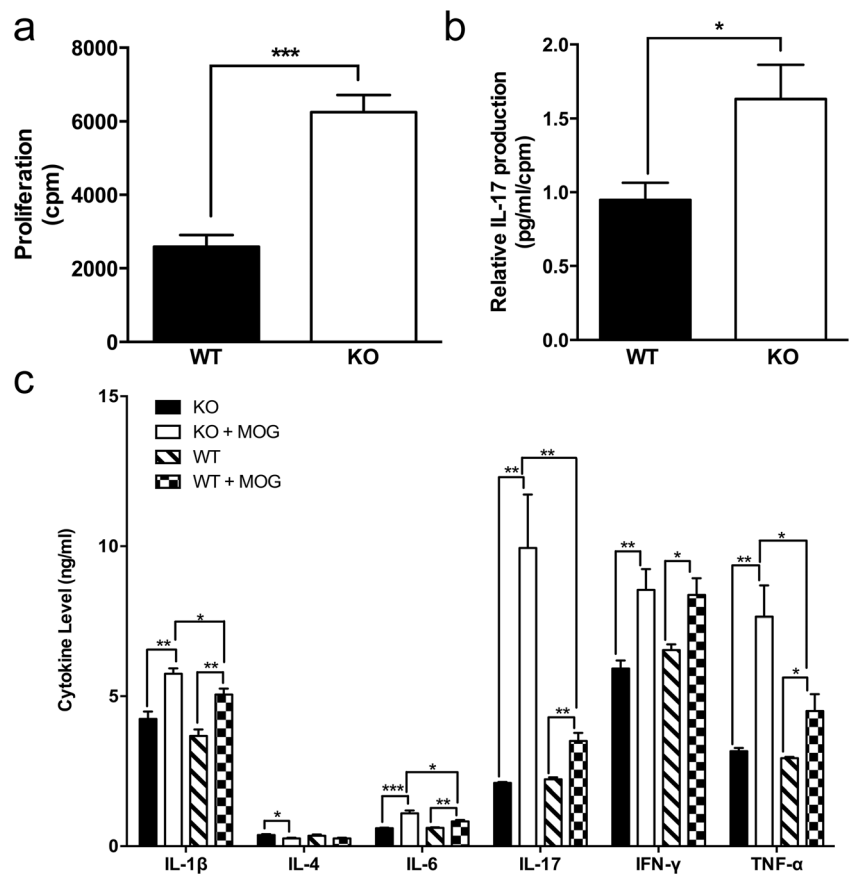 a
8000
6000
4000
2000
0
Proliferation
(cpm)
***
WT
KO
b
2.0
1.5
1.0
0.5
0.0
Relative IL-17 production
(pg/ml/cpm)
*
WT
KO
c
15
10
5
0
Cytokine Level (ng/ml)
KO
KO + MOG
WT
WT + MOG
** * **
*
*** * **
** ** **
** *
** * *
IL-1β
IL-4
IL-6
IL-17
IFN-γ
TNF-α